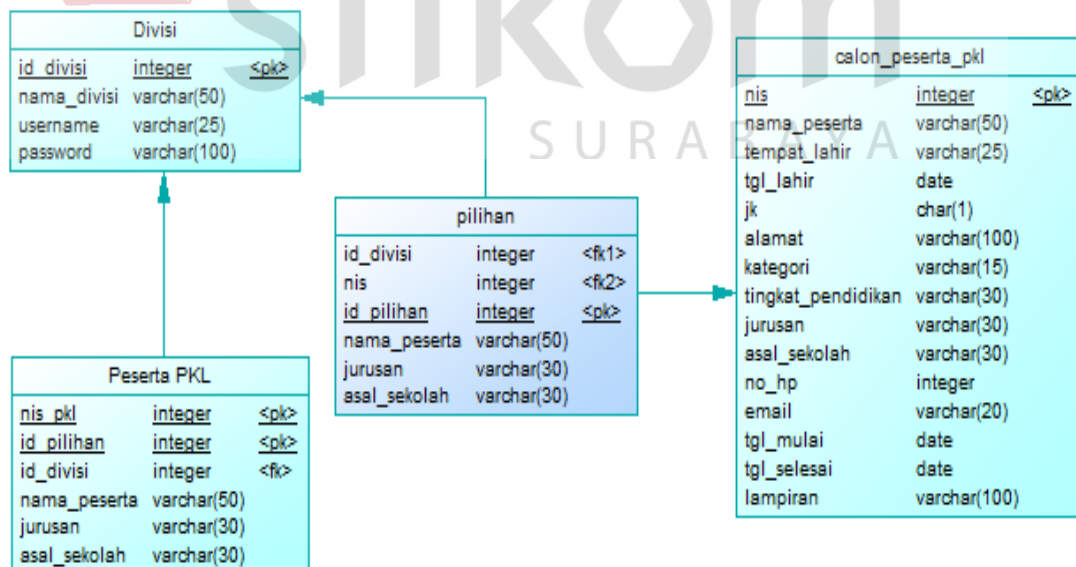 stikom
SURABAYA
Divisi
id_divisi integer <pk>
nama_divisi varchar(50)
username varchar(25)
password varchar(100)
pilihan
id_divisi integer <fk1>
nis integer <fk2>
id_pilihan integer <pk>
nama_peserta varchar(50)
jurusan varchar(30)
asal_sekolah varchar(30)
calon_peserta_pkl
nis integer <pk>
nama_peserta varchar(50)
tempat_lahir varchar(25)
tgl_lahir date
jk char(1)
alamat varchar(100)
kategori varchar(15)
tingkat_pendidikan varchar(30)
jurusan varchar(30)
asal_sekolah varchar(30)
no_hp integer
email varchar(20)
tgl_mulai date
tgl_selesai date
lampiran varchar(100)
Peserta PKL
nis_pkl integer <pk>
id_pilihan integer <pk>
id_divisi integer <fk>
nama_peserta varchar(50)
jurusan varchar(30)
asal_sekolah varchar(30)